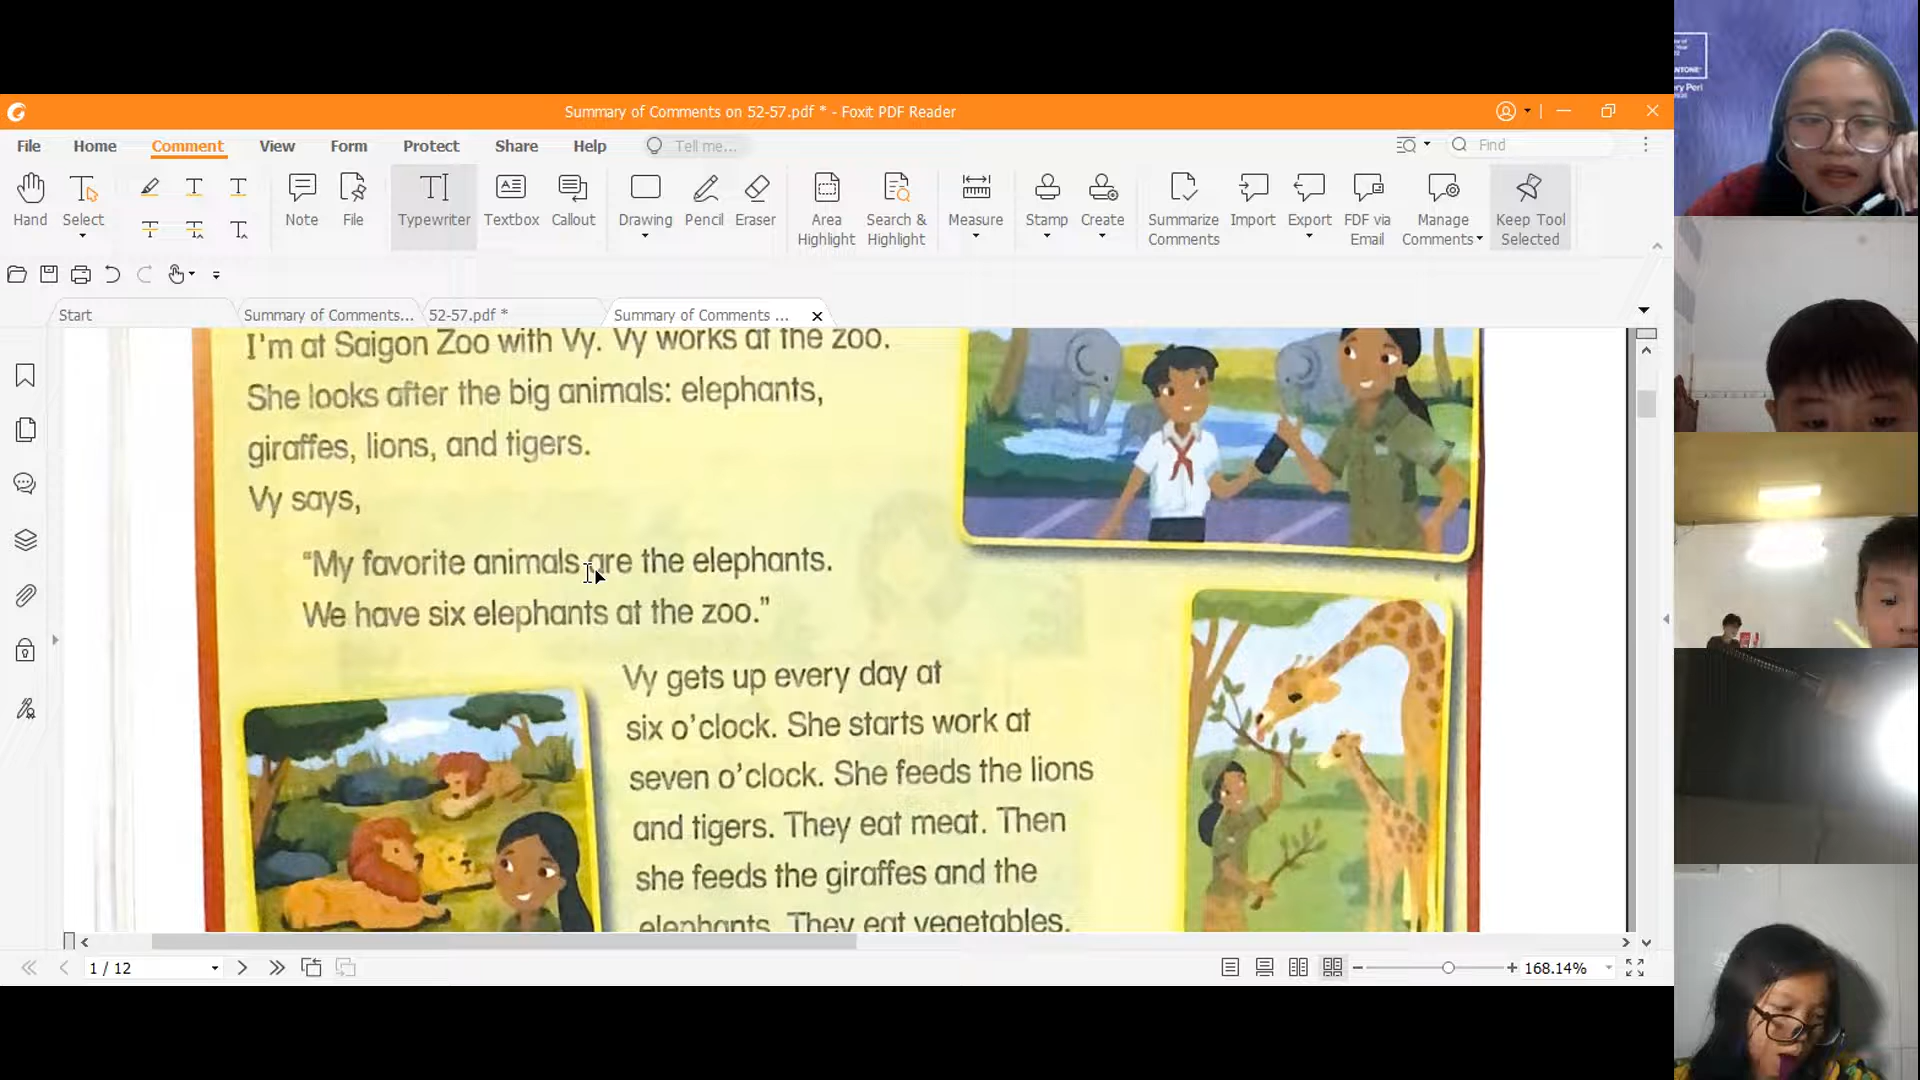 Summary of Comments on 52-57.pdf * - Foxit PDF Reader
File Home Comment View Form Protect Share Help Tell me... Find
Hand Select Note File Typewriter Textbox Callout Drawing Pencil Eraser Area Highlight Search & Highlight Measure Stamp Create Summarize Comments Import Export FDF via Email Manage Comments Keep Tool Selected
Start Summary of Comments... 52-57.pdf * Summary of Comments ...
I'm at Saigon Zoo with Vy. Vy works at the zoo.
She looks after the big animals: elephants,
giraffes, lions, and tigers.
Vy says,
“My favorite animals are the elephants.
We have six elephants at the zoo.”
Vy gets up every day at
six o'clock. She starts work at
seven o'clock. She feeds the lions
and tigers. They eat meat. Then
she feeds the giraffes and the
elephants. They eat vegetables.
1 / 12
168.14%